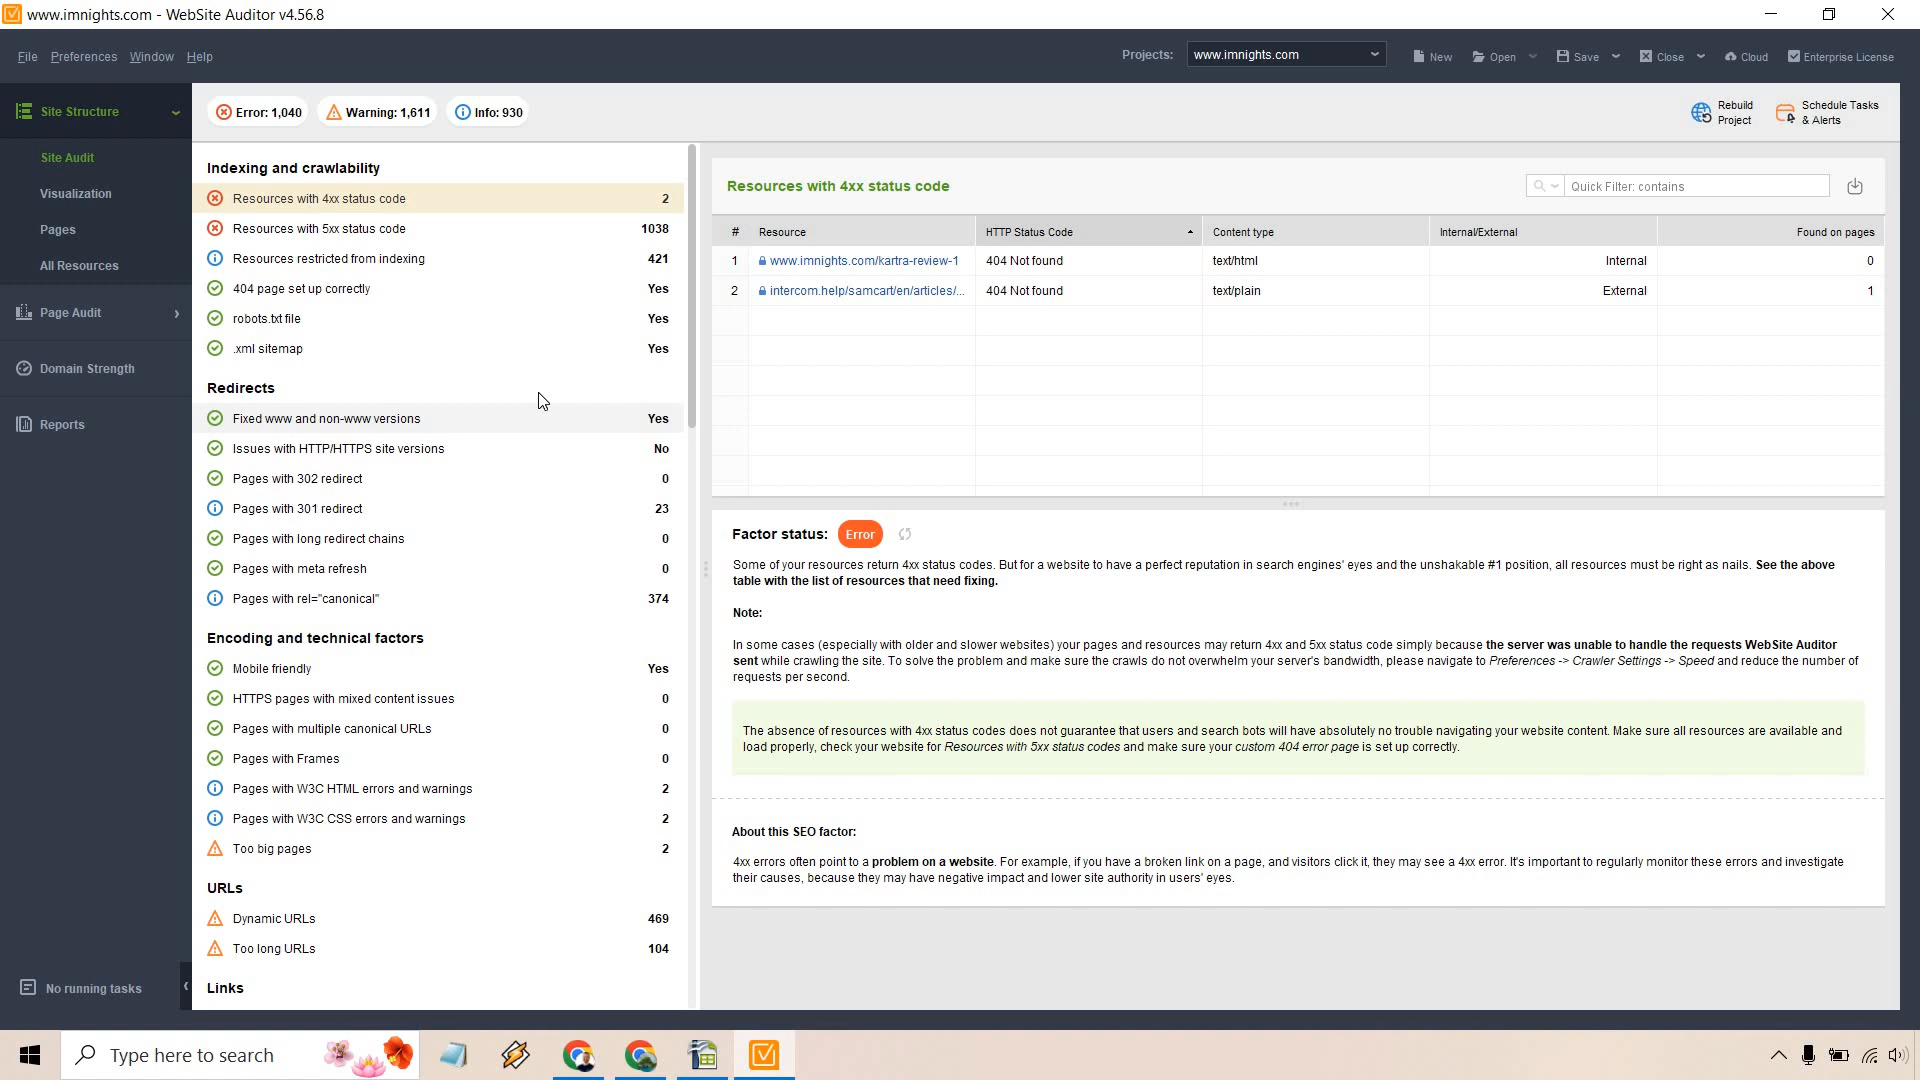 www.imnights.com - WebSite Auditor v4.56.8
File Preferences Window Help
Projects: www.imnights.com New Open Save Close Cloud Enterprise License
Site Structure
Site Audit
Visualization
Pages
All Resources
Page Audit
Domain Strength
Reports
No running tasks
Error: 1,040 Warning: 1,611 Info: 930
Rebuild Project
Schedule Tasks & Alerts
Indexing and crawlability
Resources with 4xx status code 2
Resources with 5xx status code 1038
Resources restricted from indexing 421
404 page set up correctly Yes
robots.txt file Yes
.xml sitemap Yes
Redirects
Fixed www and non-www versions Yes
Issues with HTTP/HTTPS site versions No
Pages with 302 redirect 0
Pages with 301 redirect 23
Pages with long redirect chains 0
Pages with meta refresh 0
Pages with rel="canonical" 374
Encoding and technical factors
Mobile friendly Yes
HTTPS pages with mixed content issues 0
Pages with multiple canonical URLs 0
Pages with Frames 0
Pages with W3C HTML errors and warnings 2
Pages with W3C CSS errors and warnings 2
Too big pages 2
URLs
Dynamic URLs 469
Too long URLs 104
Links
Resources with 4xx status code
Quick Filter: contains
# Resource HTTP Status Code Content type Internal/External Found on pages
1 www.imnights.com/kartra-review-1 404 Not found text/html Internal 0
2 intercom.help/samcart/en/articles/... 404 Not found text/plain External 1
Factor status: Error
Some of your resources return 4xx status codes. But for a website to have a perfect reputation in search engines' eyes and the unshakable #1 position, all resources must be right as nails. See the above
table with the list of resources that need fixing.
Note:
In some cases (especially with older and slower websites) your pages and resources may return 4xx and 5xx status code simply because the server was unable to handle the requests WebSite Auditor
sent while crawling the site. To solve the problem and make sure the crawls do not overwhelm your server's bandwidth, please navigate to Preferences -> Crawler Settings -> Speed and reduce the number of
requests per second.
The absence of resources with 4xx status codes does not guarantee that users and search bots will have absolutely no trouble navigating your website content. Make sure all resources are available and
load properly, check your website for Resources with 5xx status codes and make sure your custom 404 error page is set up correctly.
About this SEO factor:
4xx errors often point to a problem on a website. For example, if you have a broken link on a page, and visitors click it, they may see a 4xx error. It's important to regularly monitor these errors and investigate
their causes, because they may have negative impact and lower site authority in users' eyes.
Type here to search